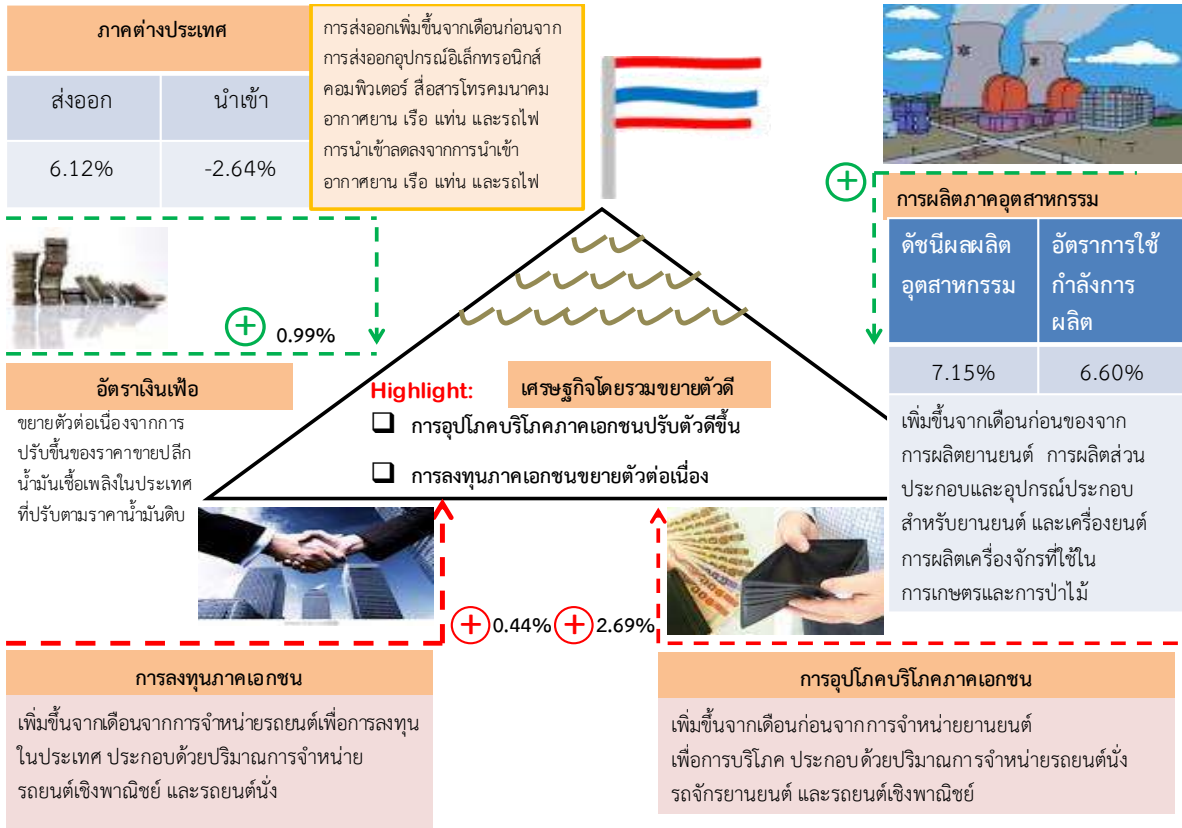 ภาคต่างประเทศ
ส่งออก นำเข้า
6.12% -2.64%
การส่งออกเพิ่มขึ้นจากเดือนก่อนจาก
การส่งออกอุปกรณ์อิเล็กทรอนิกส์
คอมพิวเตอร์ สื่อสารโทรคมนาคม
อากาศยาน เรือ แท่น และรถไฟ
การนำเข้าลดลงจากการนำเข้า
อากาศยาน เรือ แท่น และรถไฟ
การผลิตภาคอุตสาหกรรม
ดัชนีผลผลิต
อุตสาหกรรม
อัตราการใช้
กำลังการ
ผลิต
7.15% 6.60%
เพิ่มขึ้นจากเดือนก่อนของจาก
การผลิตยานยนต์ การผลิตส่วน
ประกอบและอุปกรณ์ประกอบ
สำหรับยานยนต์ และเครื่องยนต์
การผลิตเครื่องจักรที่ใช้ใน
การเกษตรและการป่าไม้
0.99%
อัตราเงินเฟ้อ
ขยายตัวต่อเนื่องจากการ
ปรับขึ้นของราคาขายปลีก
น้ำมันเชื้อเพลิงในประเทศ
ที่ปรับตามราคาน้ำมันดิบ
Highlight: เศรษฐกิจโดยรวมขยายตัวดี
❑ การอุปโภคบริโภคภาคเอกชนปรับตัวดีขึ้น
❑ การลงทุนภาคเอกชนขยายตัวต่อเนื่อง
0.44% 2.69%
การลงทุนภาคเอกชน
เพิ่มขึ้นจากเดือนจากการจำหน่ายรถยนต์เพื่อการลงทุน
ในประเทศ ประกอบด้วยปริมาณการจำหน่าย
รถยนต์เชิงพาณิชย์ และรถยนต์นั่ง
การอุปโภคบริโภคภาคเอกชน
เพิ่มขึ้นจากเดือนก่อนจากการจำหน่ายยานยนต์
เพื่อการบริโภค ประกอบด้วยปริมาณการจำหน่ายรถยนต์นั่ง
รถจักรยานยนต์ และรถยนต์เชิงพาณิชย์